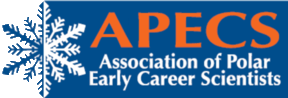 APECS
Association of Polar
Early Career Scientists